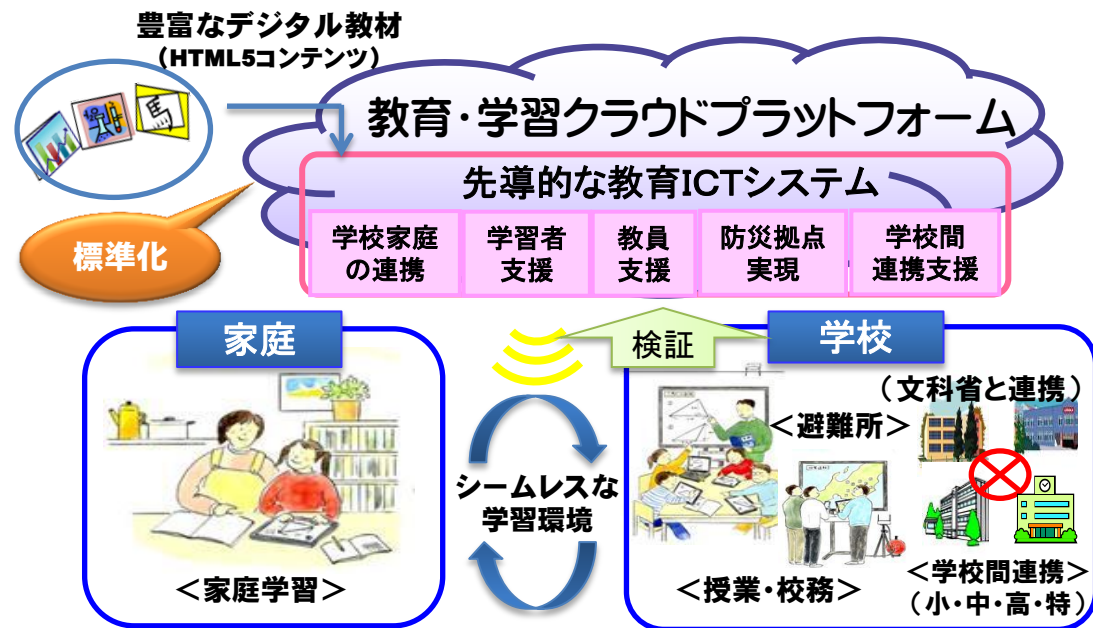 豊富なデジタル教材
（HTML5コンテンツ）
馬
教育・学習クラウドプラットフォーム
先導的な教育ICTシステム
標準化
学校家庭
の連携
学習者
支援
教員
支援
防災拠点
実現
学校間
連携支援
家庭
検証
学校
（文科省と連携）
＜避難所＞
シームレスな
学習環境
＜家庭学習＞
＜授業・校務＞
＜学校間連携＞
（小・中・高・特）